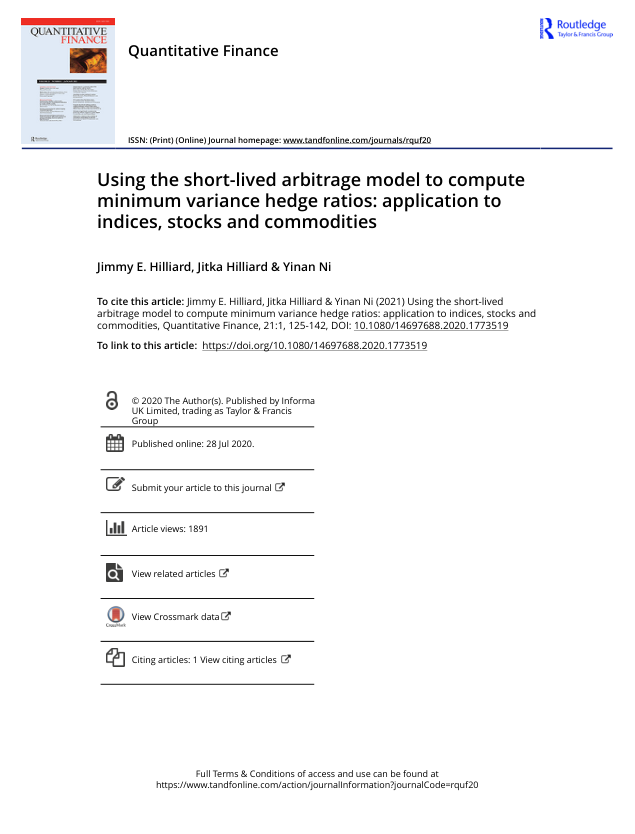 QUANTITATIVE
FINANCE
Routledge
Taylor & Francis Group
Quantitative Finance
ISSN: (Print) (Online) Journal homepage: www.tandfonline.com/journals/rquf20
Using the short-lived arbitrage model to compute
minimum variance hedge ratios: application to
indices, stocks and commodities
Jimmy E. Hilliard, Jitka Hilliard & Yinan Ni
To cite this article: Jimmy E. Hilliard, Jitka Hilliard & Yinan Ni (2021) Using the short-lived
arbitrage model to compute minimum variance hedge ratios: application to indices, stocks and
commodities, Quantitative Finance, 21:1, 125-142, DOI: 10.1080/14697688.2020.1773519
To link to this article: https://doi.org/10.1080/14697688.2020.1773519
© 2020 The Author(s). Published by Informa
UK Limited, trading as Taylor & Francis
Group
Published online: 28 Jul 2020.
Submit your article to this journal
Article views: 1891
View related articles
CrossMark
View Crossmark data
Citing articles: 1 View citing articles
Full Terms & Conditions of access and use can be found at
https://www.tandfonline.com/action/journalInformation?journalCode=rquf20